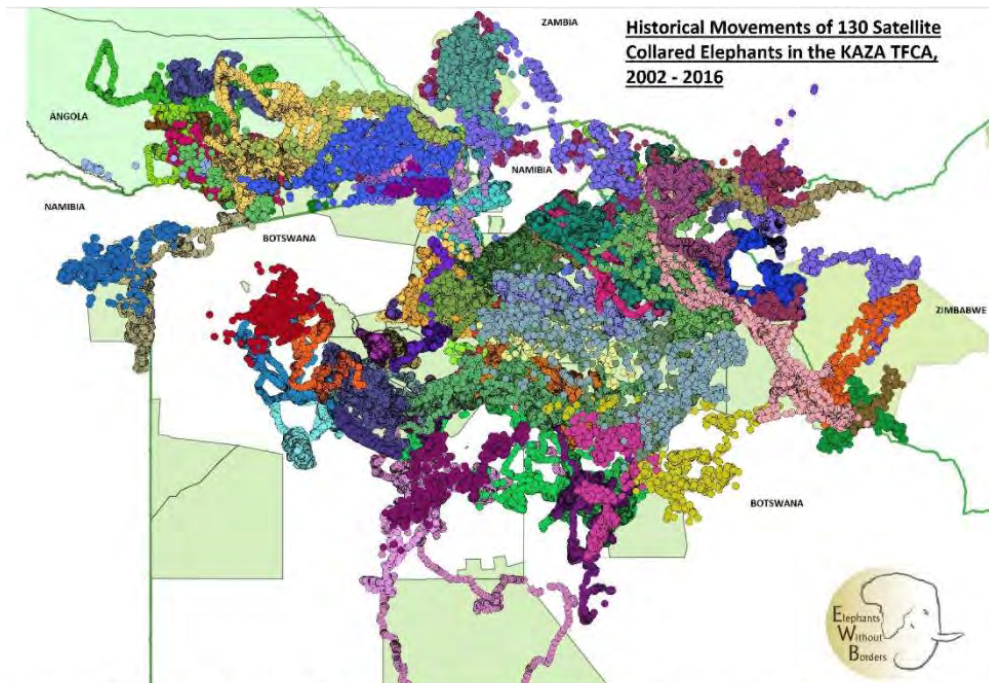 Historical Movements of 130 Satellite
Collared Elephants in the KAZA TFCA,
2002 - 2016
ZAMBIA
ANGOLA
NAMIBIA
NAMIBIA
BOTSWANA
ZIMBABWE
BOTSWANA
Elephants
Without
Borders